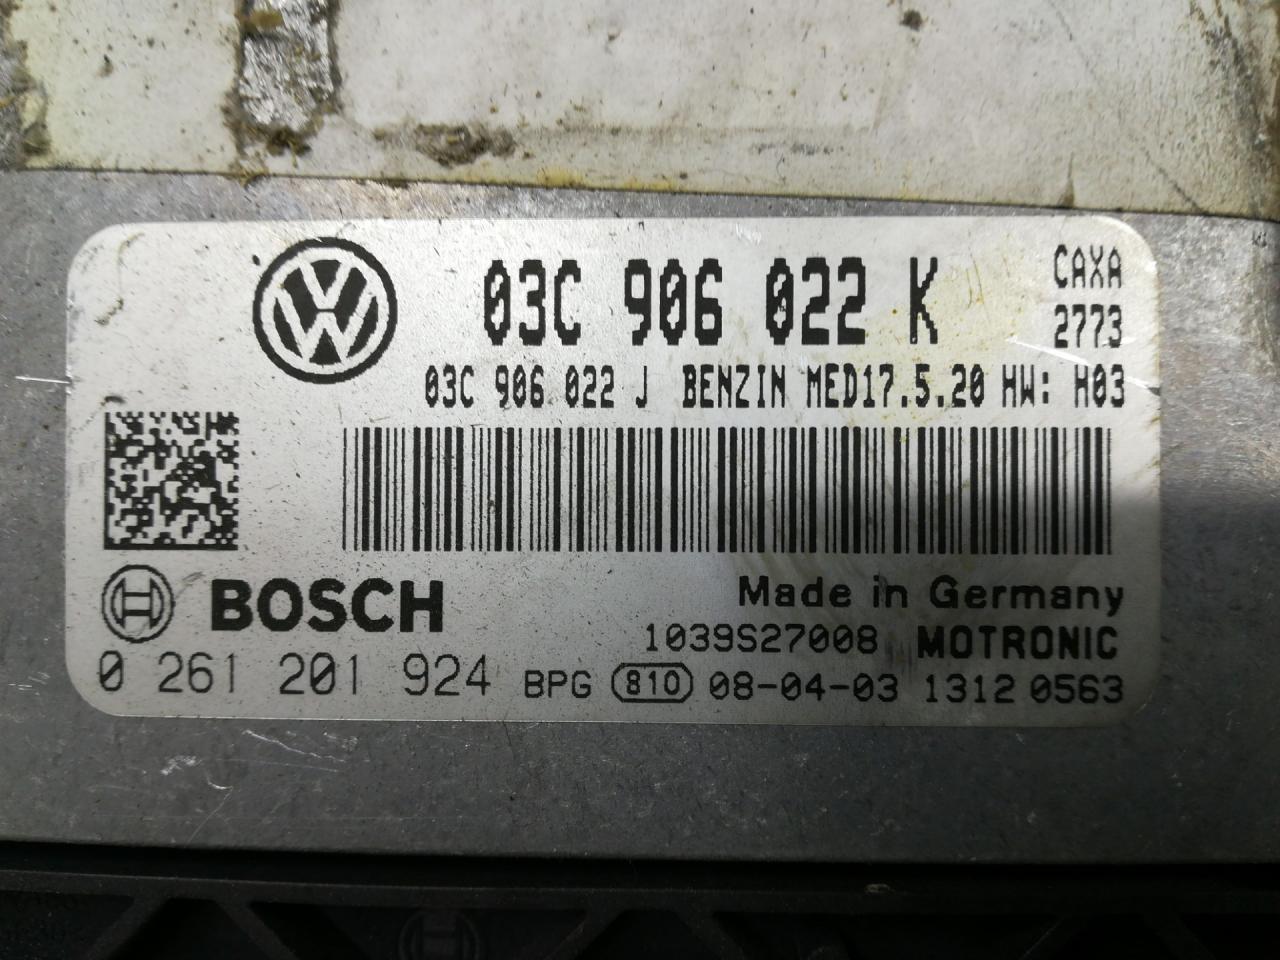 03C 906 022 K
CAXA
2773
03C 906 022 J BENZIN MED17.5.20 HW: H03
BOSCH
Made in Germany
1039S27008 MOTRONIC
0 261 201 924 BPG 810 08-04-03 1312 0563